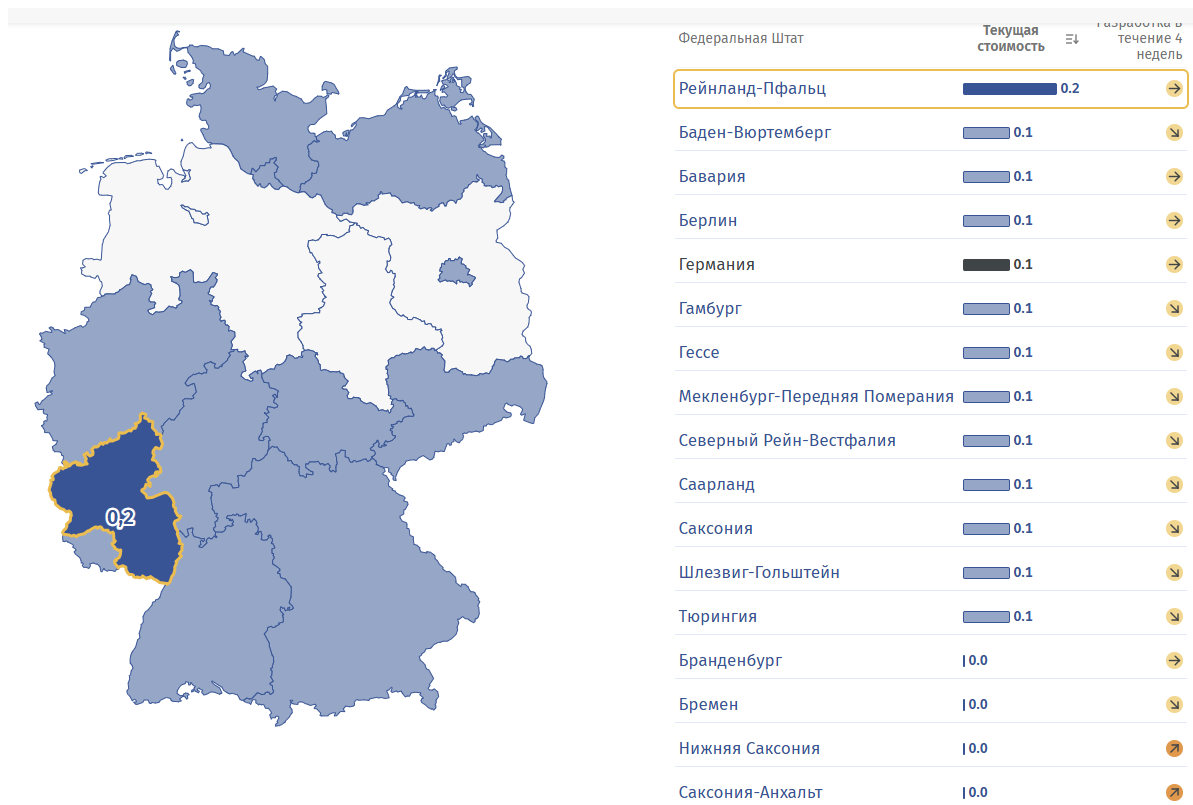 Разработка в
Федеральная Штат
Текущая
стоимость
течение 4
недель
Рейнланд-Пфальц 0.2
Баден-Вюртемберг 0.1
Бавария 0.1
Берлин 0.1
Германия 0.1
Гамбург 0.1
Гессе 0.1
Мекленбург-Передняя Померания 0.1
Северный Рейн-Вестфалия 0.1
Саарланд 0.1
Саксония 0.1
Шлезвиг-Гольштейн 0.1
Тюрингия 0.1
Бранденбург 0.0
Бремен 0.0
Нижняя Саксония 0.0
Саксония-Анхальт 0.0
0,2